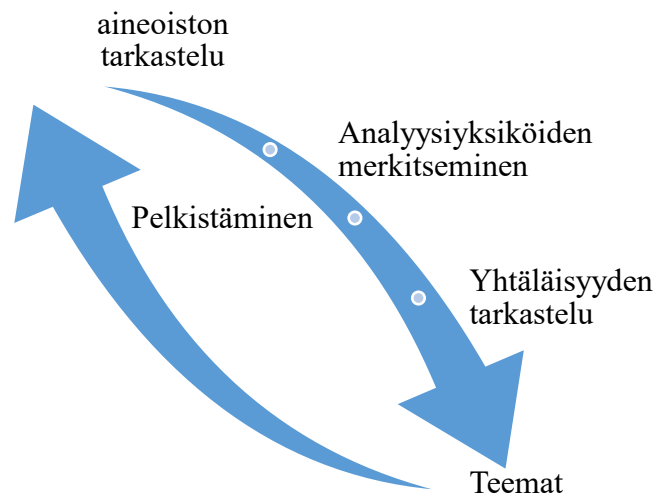 aineoiston
tarkastelu
Analyysiyksiköiden
merkitseminen
Pelkistäminen
Yhtäläisyyden
tarkastelu
Teemat